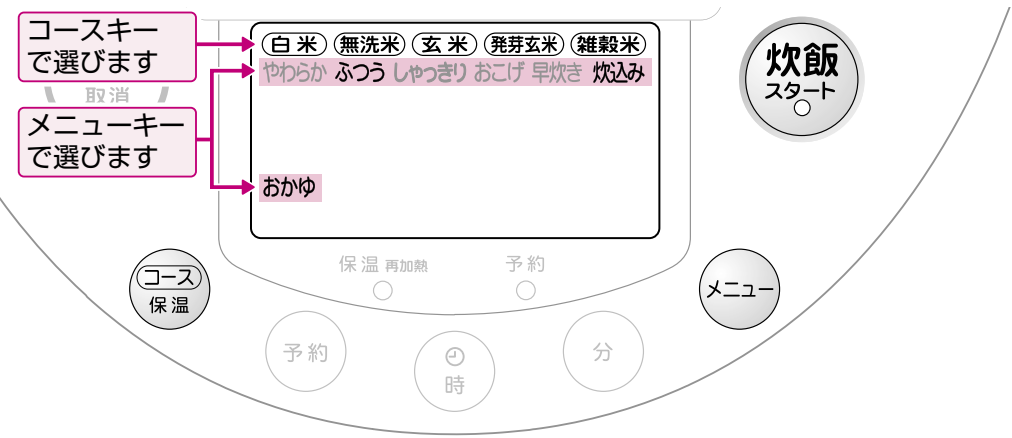 コースキー
で選びます
取消
メニューキー
で選びます
白米 無洗米 玄米 発芽玄米 雑穀米
やわらか ふつう しゃっきり おこげ 早炊き 炊込み
おかゆ
炊飯
スタート
保温 再加熱 予約
コース
保温
メニュー
予約
時
分